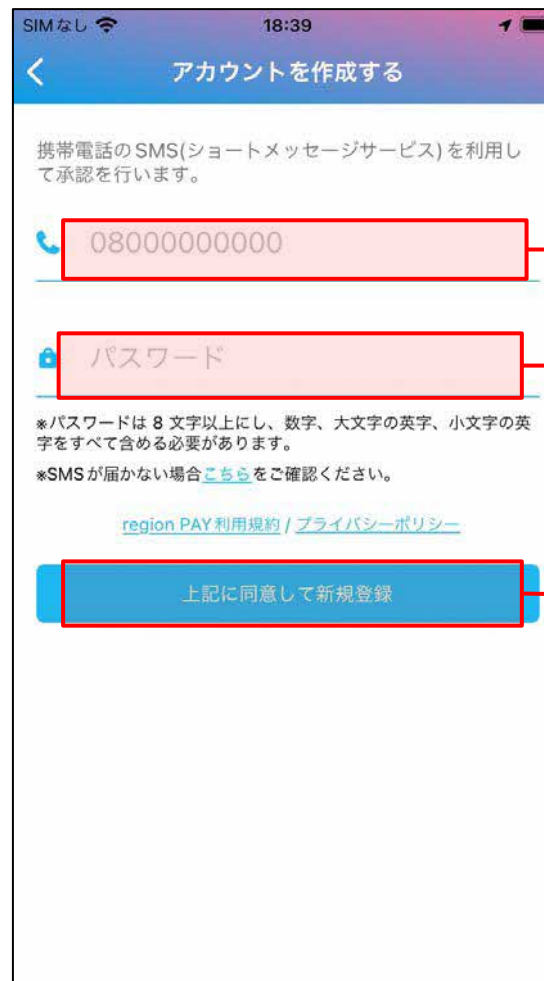 SIMなし 18:39
アカウントを作成する
携帯電話のSMS(ショートメッセージサービス)を利用し
て承認を行います。
08000000000
パスワード
※パスワードは 8 文字以上にし、数字、大文字の英字、小文字の英
字をすべて含める必要があります。
※SMSが届かない場合こちらをご確認ください。
region PAY利用規約 / プライバシーポリシー
上記に同意して新規登録